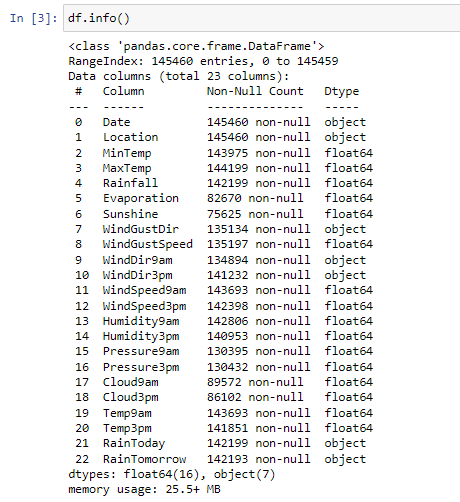 In [3]: df.info()
<class 'pandas.core.frame.DataFrame'>
RangeIndex: 145460 entries, 0 to 145459
Data columns (total 23 columns):
 #   Column         Non-Null Count   Dtype
---  ------         --------------   -----
 0   Date           145460 non-null  object
 1   Location       145460 non-null  object
 2   MinTemp        143975 non-null  float64
 3   MaxTemp        144199 non-null  float64
 4   Rainfall       142199 non-null  float64
 5   Evaporation    82670 non-null   float64
 6   Sunshine       75625 non-null   float64
 7   WindGustDir    135134 non-null  object
 8   WindGustSpeed  135197 non-null  float64
 9   WindDir9am     134894 non-null  object
 10  WindDir3pm     141232 non-null  object
 11  WindSpeed9am   143693 non-null  float64
 12  WindSpeed3pm   142398 non-null  float64
 13  Humidity9am    142806 non-null  float64
 14  Humidity3pm    140953 non-null  float64
 15  Pressure9am    130395 non-null  float64
 16  Pressure3pm    130432 non-null  float64
 17  Cloud9am       89572 non-null   float64
 18  Cloud3pm       86102 non-null   float64
 19  Temp9am        143693 non-null  float64
 20  Temp3pm        141851 non-null  float64
 21  RainToday      142199 non-null  object
 22  RainTomorrow   142193 non-null  object
dtypes: float64(16), object(7)
memory usage: 25.5+ MB